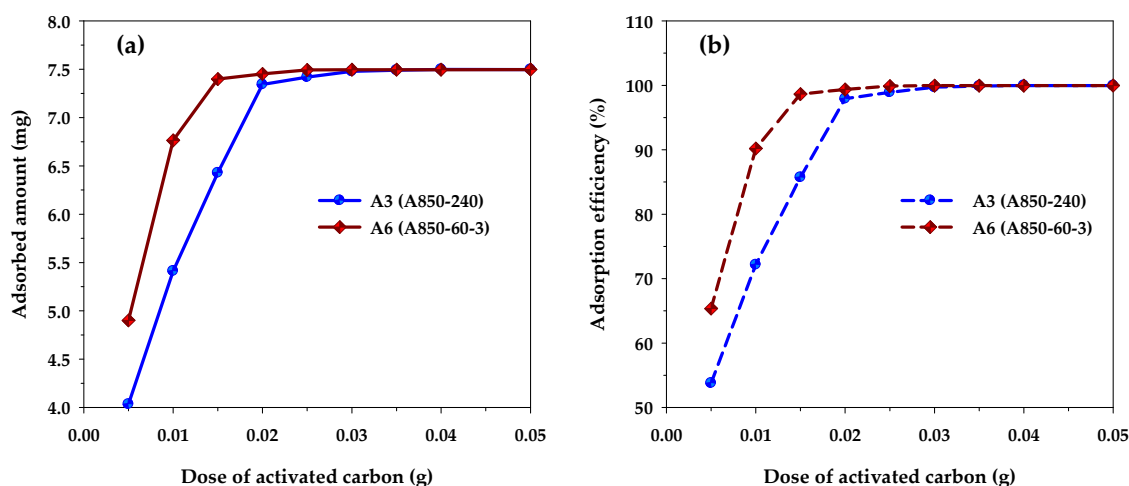 (a)
Adsorbed amount (mg)
8.0
7.5
7.0
6.5
6.0
5.5
5.0
4.5
4.0
A3 (A850-240)
A6 (A850-60-3)
0.00 0.01 0.02 0.03 0.04 0.05
Dose of activated carbon (g)
(b)
Adsorption efficiency (%)
110
100
90
80
70
60
50
A3 (A850-240)
A6 (A850-60-3)
0.00 0.01 0.02 0.03 0.04 0.05
Dose of activated carbon (g)